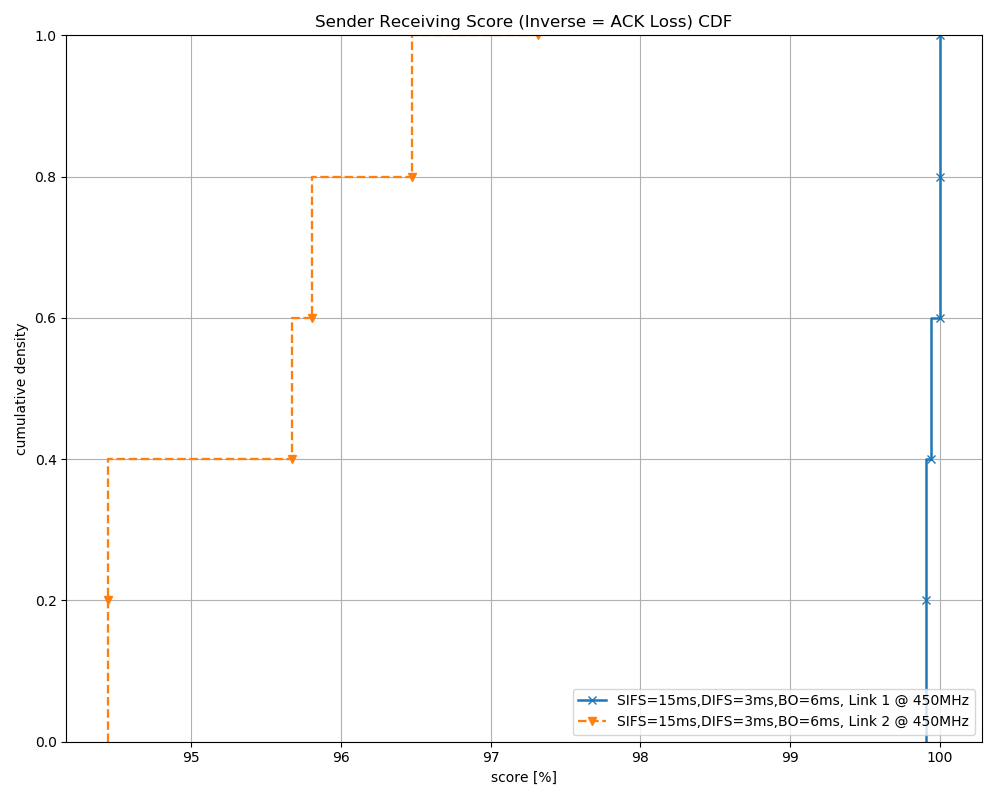 Sender Receiving Score (Inverse = ACK Loss) CDF
1.0
0.8
0.6
0.4
0.2
0.0
cumulative density
SIFS=15ms,DIFS=3ms,BO=6ms, Link 1 @ 450MHz
SIFS=15ms,DIFS=3ms,BO=6ms, Link 2 @ 450MHz
95 96 97 98 99 100
score [%]